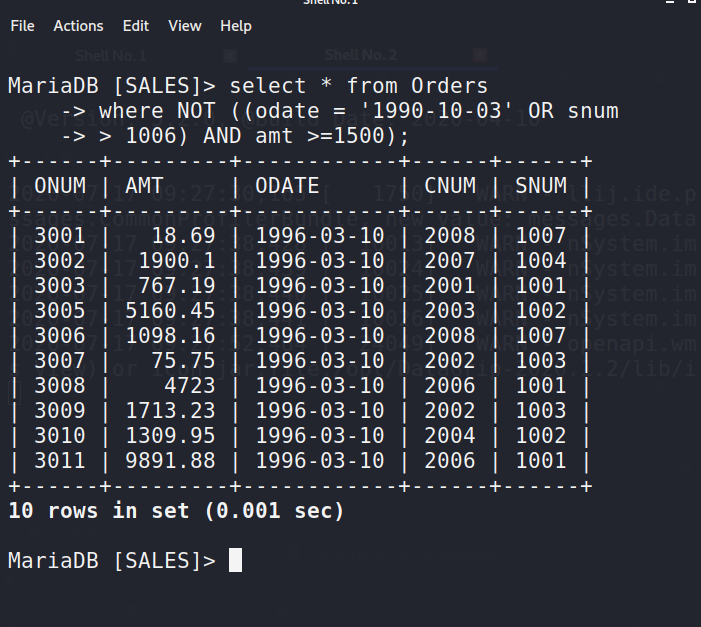 Shell No. 1
File Actions Edit View Help
Shell No. 1 Shell No. 2
MariaDB [SALES]> select * from Orders
-> where NOT ((odate = '1990-10-03' OR snum
-> > 1006) AND amt >=1500);
+------+---------+------------+------+------+
| ONUM | AMT | ODATE | CNUM | SNUM |
+------+---------+------------+------+------+
| 3001 | 18.69 | 1996-03-10 | 2008 | 1007 |
| 3002 | 1900.1 | 1996-03-10 | 2007 | 1004 |
| 3003 | 767.19 | 1996-03-10 | 2001 | 1001 |
| 3005 | 5160.45 | 1996-03-10 | 2003 | 1002 |
| 3006 | 1098.16 | 1996-03-10 | 2008 | 1007 |
| 3007 | 75.75 | 1996-03-10 | 2002 | 1003 |
| 3008 | 4723 | 1996-03-10 | 2006 | 1001 |
| 3009 | 1713.23 | 1996-03-10 | 2002 | 1003 |
| 3010 | 1309.95 | 1996-03-10 | 2004 | 1002 |
| 3011 | 9891.88 | 1996-03-10 | 2006 | 1001 |
+------+---------+------------+------+------+
10 rows in set (0.001 sec)
MariaDB [SALES]>